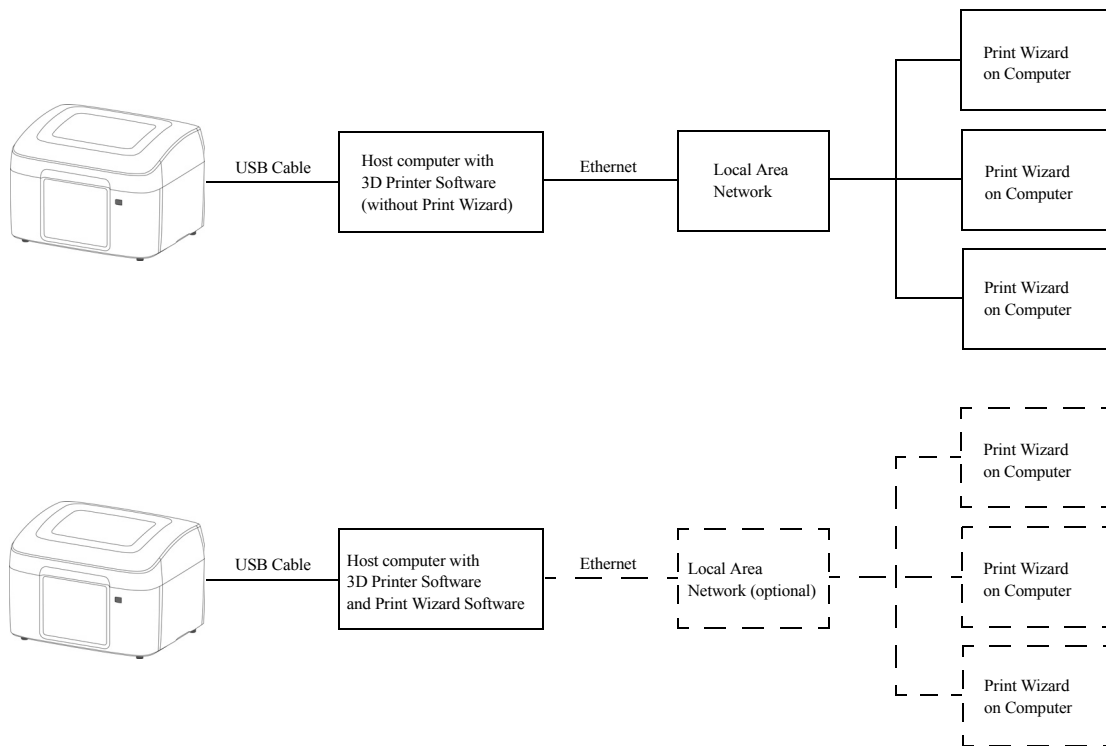 Print Wizard
on Computer
USB Cable
Host computer with
3D Printer Software
(without Print Wizard)
Ethernet
Local Area
Network
Print Wizard
on Computer
Print Wizard
on Computer
Print Wizard
on Computer
USB Cable
Host computer with
3D Printer Software
and Print Wizard Software
Ethernet
Local Area
Network (optional)
Print Wizard
on Computer
Print Wizard
on Computer